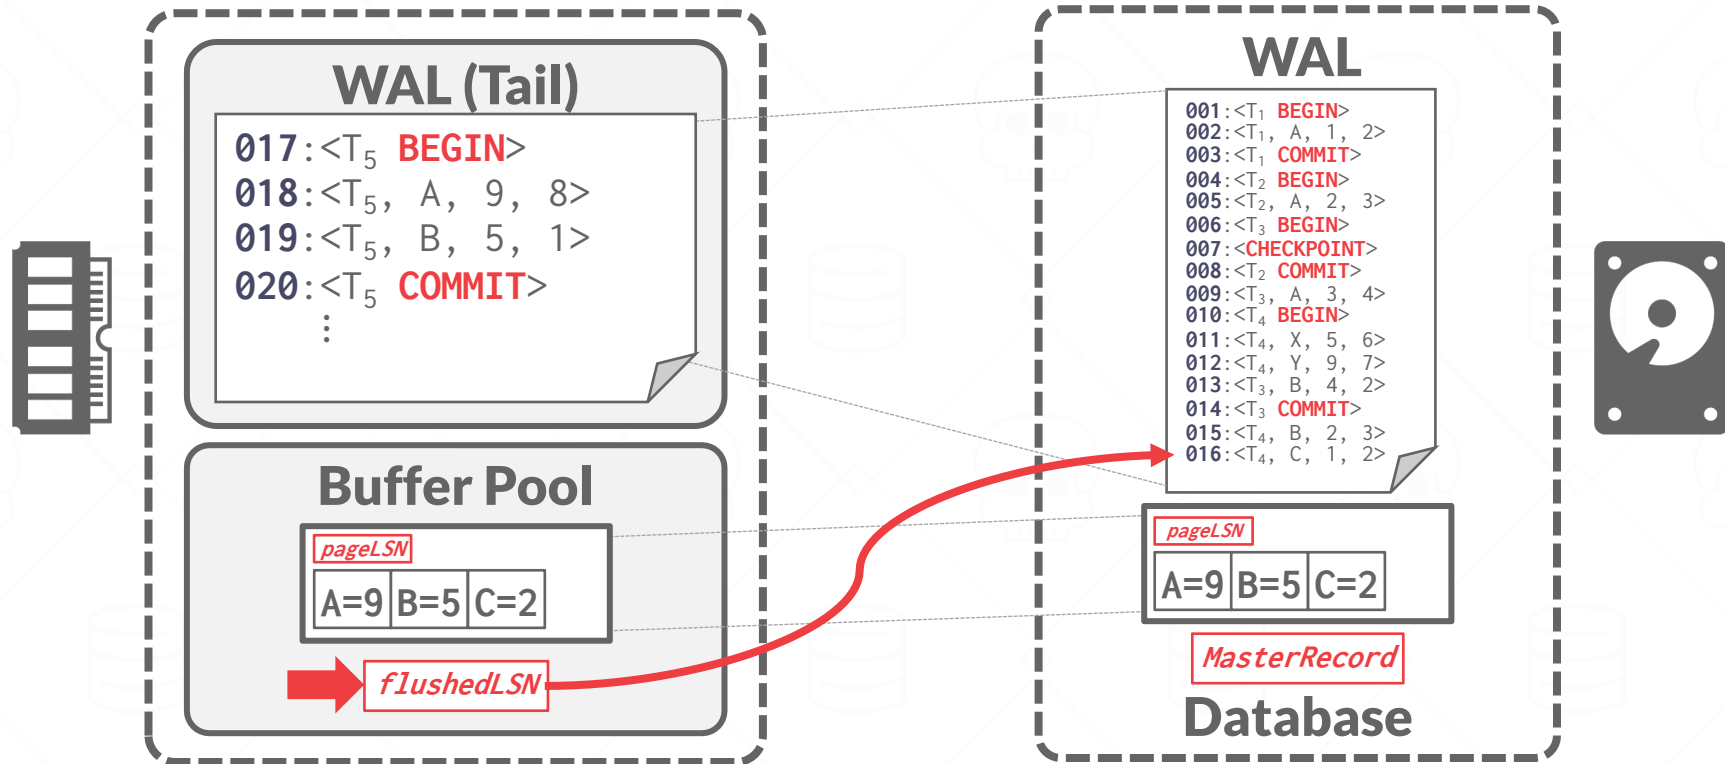 WAL (Tail)
017:<T₅ BEGIN>
018:<T₅, A, 9, 8>
019:<T₅, B, 5, 1>
020:<T₅ COMMIT>
⋮
Buffer Pool
pageLSN
A=9 B=5 C=2
flushedLSN
WAL
001:<T₁ BEGIN>
002:<T₁, A, 1, 2>
003:<T₁ COMMIT>
004:<T₂ BEGIN>
005:<T₂, A, 2, 3>
006:<T₃ BEGIN>
007:<CHECKPOINT>
008:<T₂ COMMIT>
009:<T₃, A, 3, 4>
010:<T₄ BEGIN>
011:<T₄, X, 5, 6>
012:<T₄, Y, 9, 7>
013:<T₃, B, 4, 2>
014:<T₃ COMMIT>
015:<T₄, B, 2, 3>
016:<T₄, C, 1, 2>
pageLSN
A=9 B=5 C=2
MasterRecord
Database